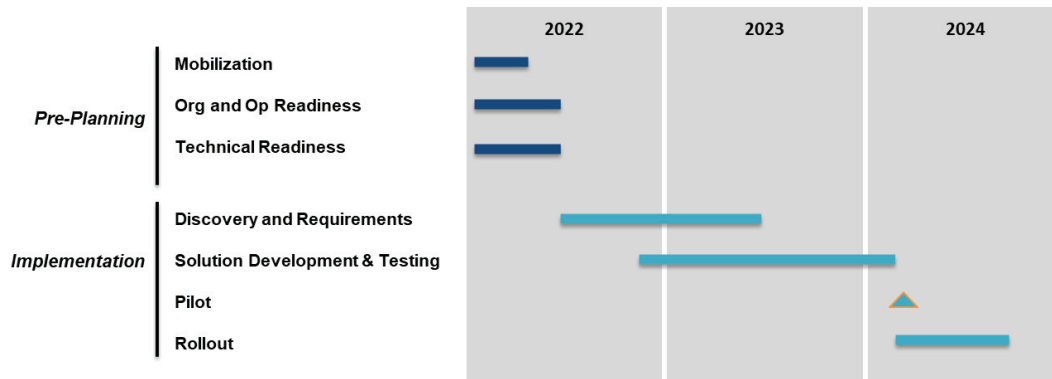 2022 2023 2024
Pre-Planning
Mobilization
Org and Op Readiness
Technical Readiness
Implementation
Discovery and Requirements
Solution Development & Testing
Pilot
Rollout